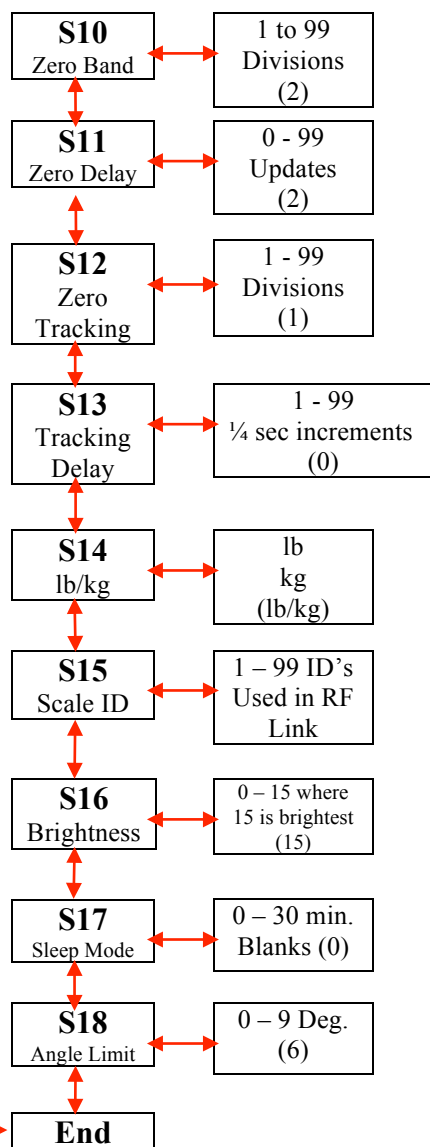 S10
Zero Band
1 to 99
Divisions
(2)
S11
Zero Delay
0 - 99
Updates
(2)
S12
Zero
Tracking
1 - 99
Divisions
(1)
S13
Tracking
Delay
1 - 99
¼ sec increments
(0)
S14
lb/kg
lb
kg
(lb/kg)
S15
Scale ID
1 – 99 ID’s
Used in RF
Link
S16
Brightness
0 – 15 where
15 is brightest
(15)
S17
Sleep Mode
0 – 30 min.
Blanks (0)
S18
Angle Limit
0 – 9 Deg.
(6)
End